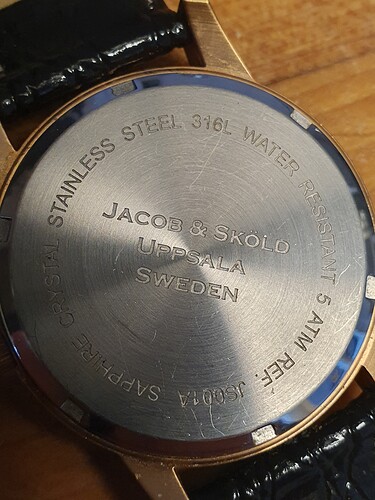 JACOB & SKÖLD
UPPSALA
SWEDEN
SAPPHIRE CRYSTAL STAINLESS STEEL 316L WATER RESISTANT 5 ATM REF. JS001A